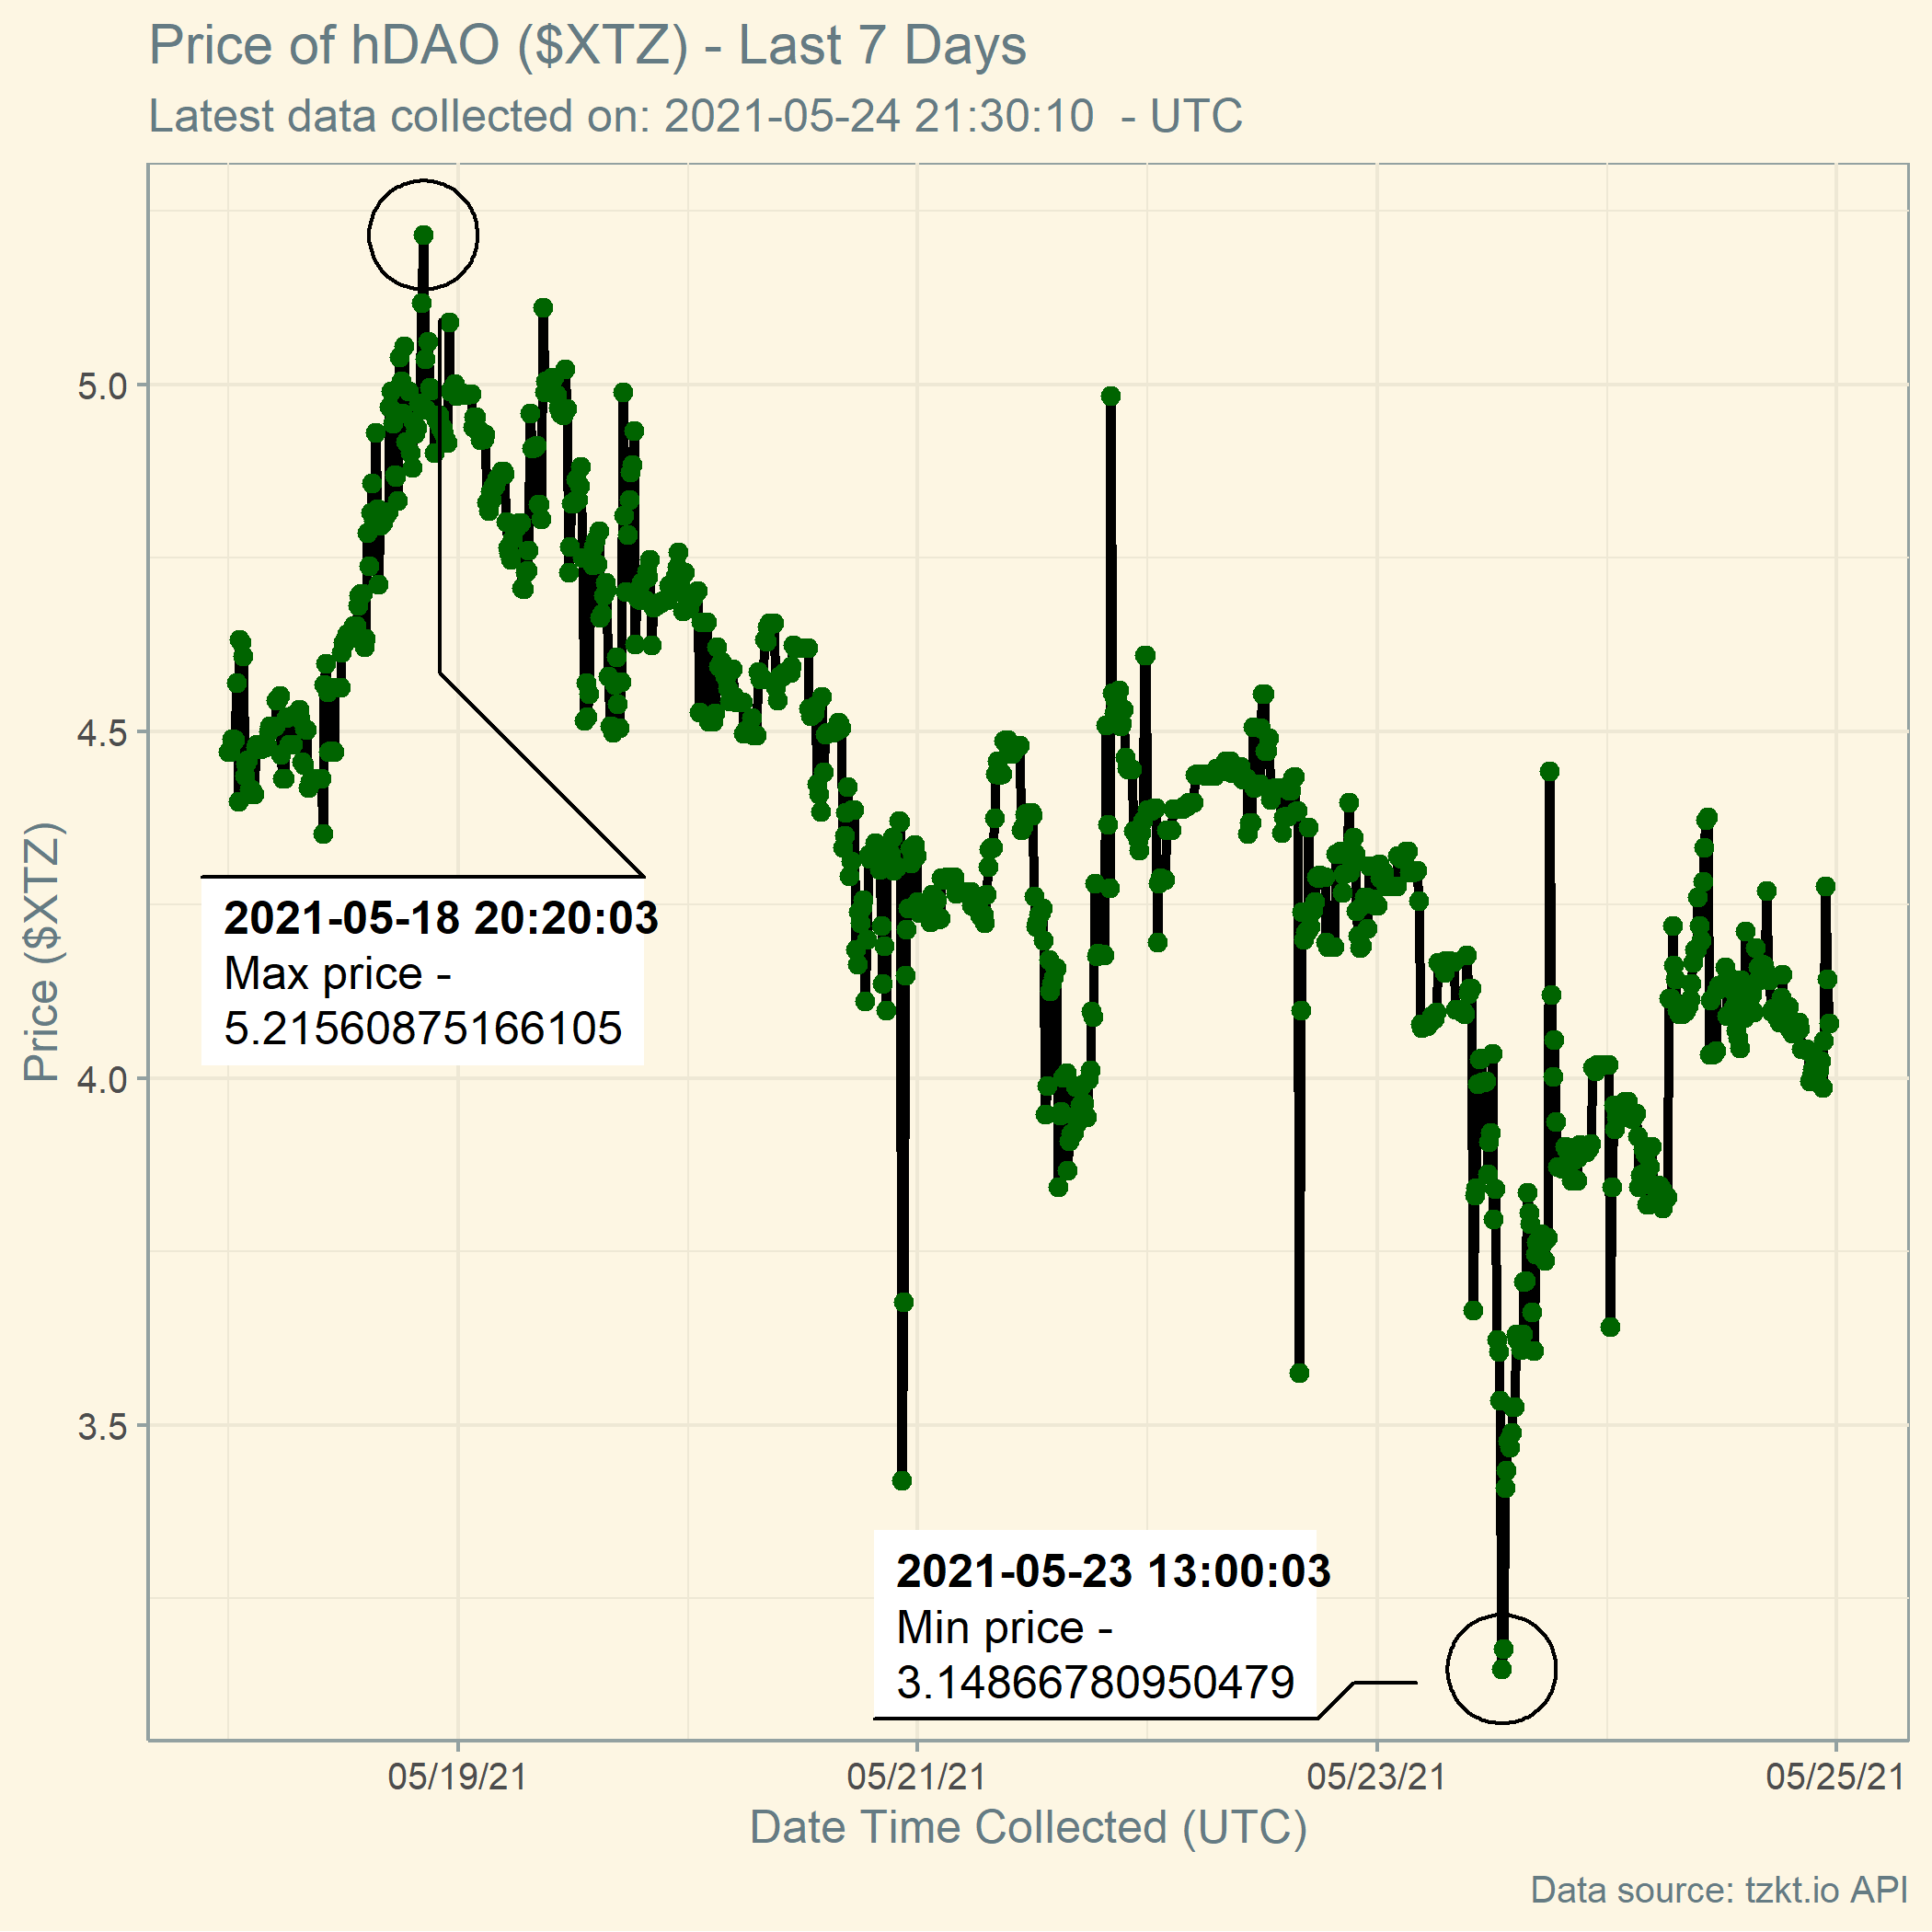 Price of hDAO ($XTZ) - Last 7 Days
Latest data collected on: 2021-05-24 21:30:10  - UTC
Price ($XTZ)
5.0
4.5
4.0
3.5
2021-05-18 20:20:03
Max price -
5.21560875166105
2021-05-23 13:00:03
Min price -
3.14866780950479
05/19/21
05/21/21
05/23/21
05/25/21
Date Time Collected (UTC)
Data source: tzkt.io API